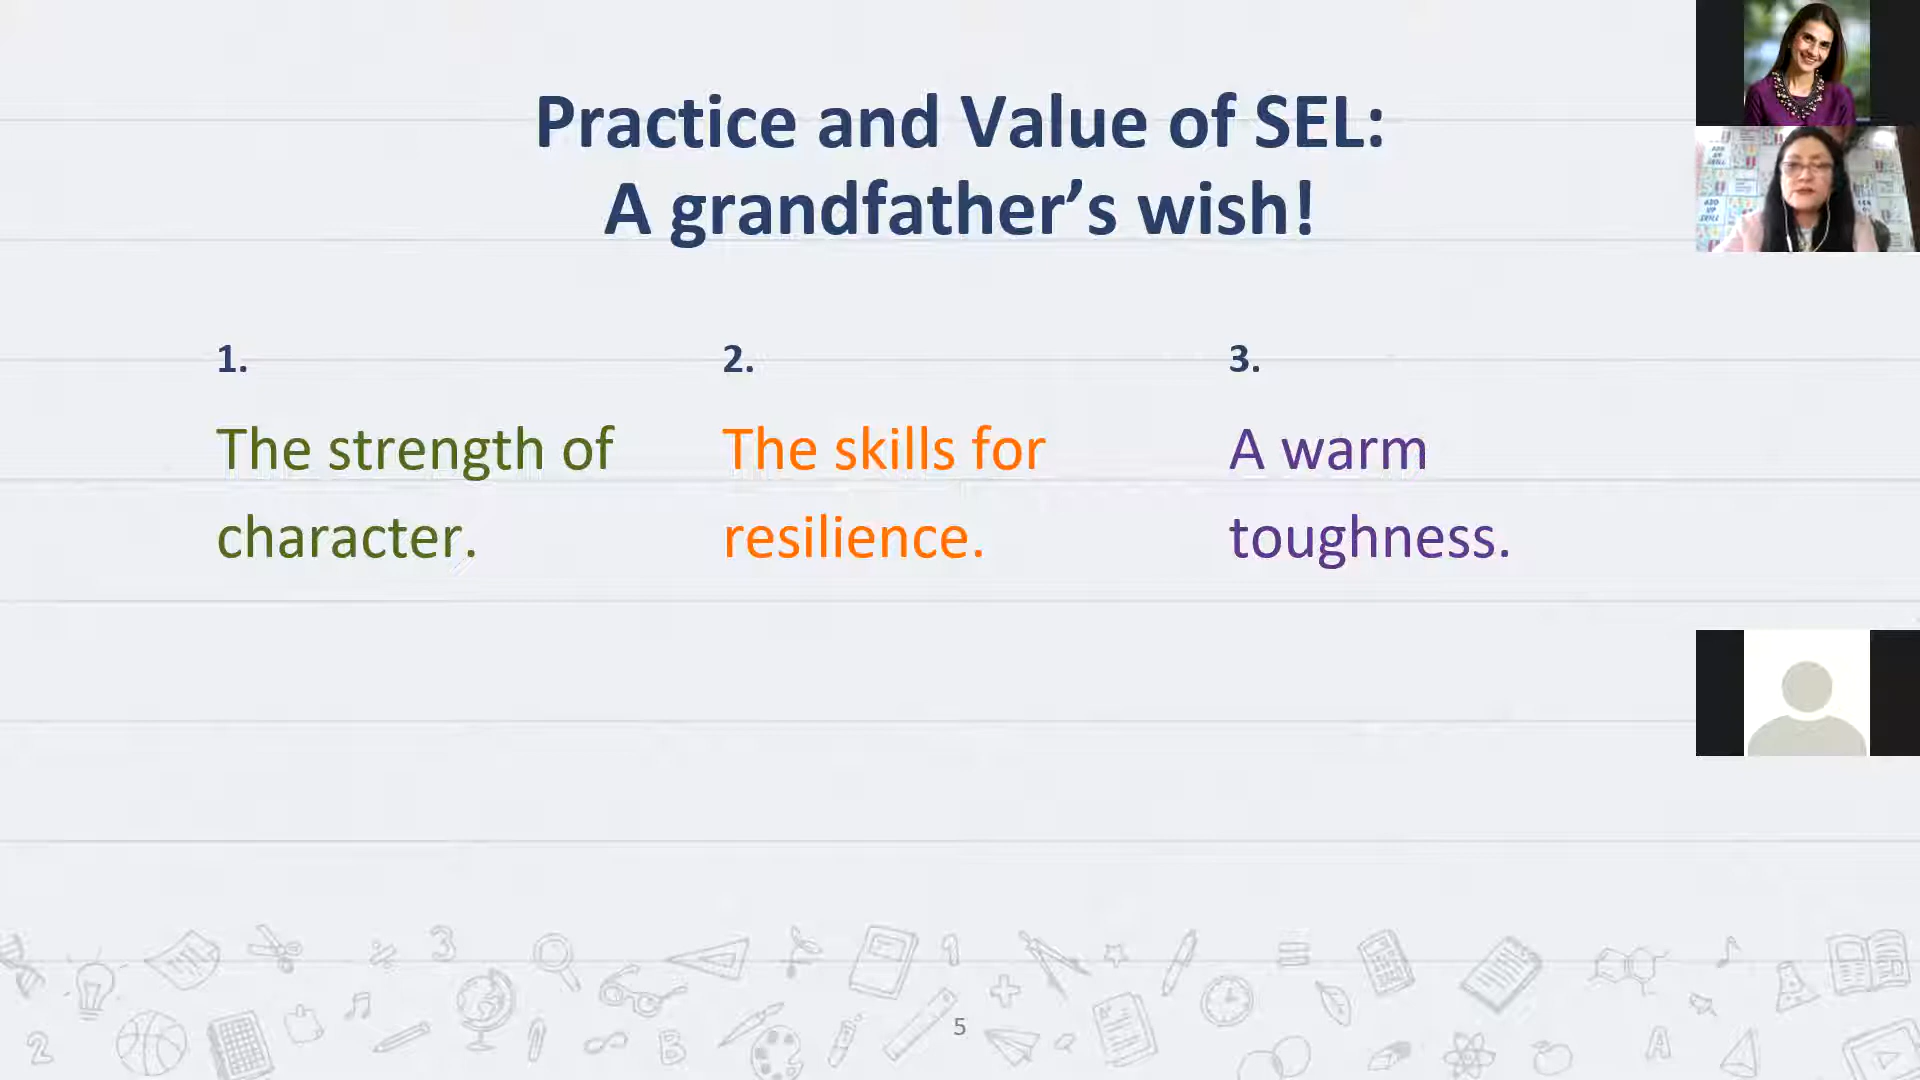 Practice and Value of SEL:
A grandfather’s wish!
1.
The strength of
character.
2.
The skills for
resilience.
3.
A warm
toughness.
5